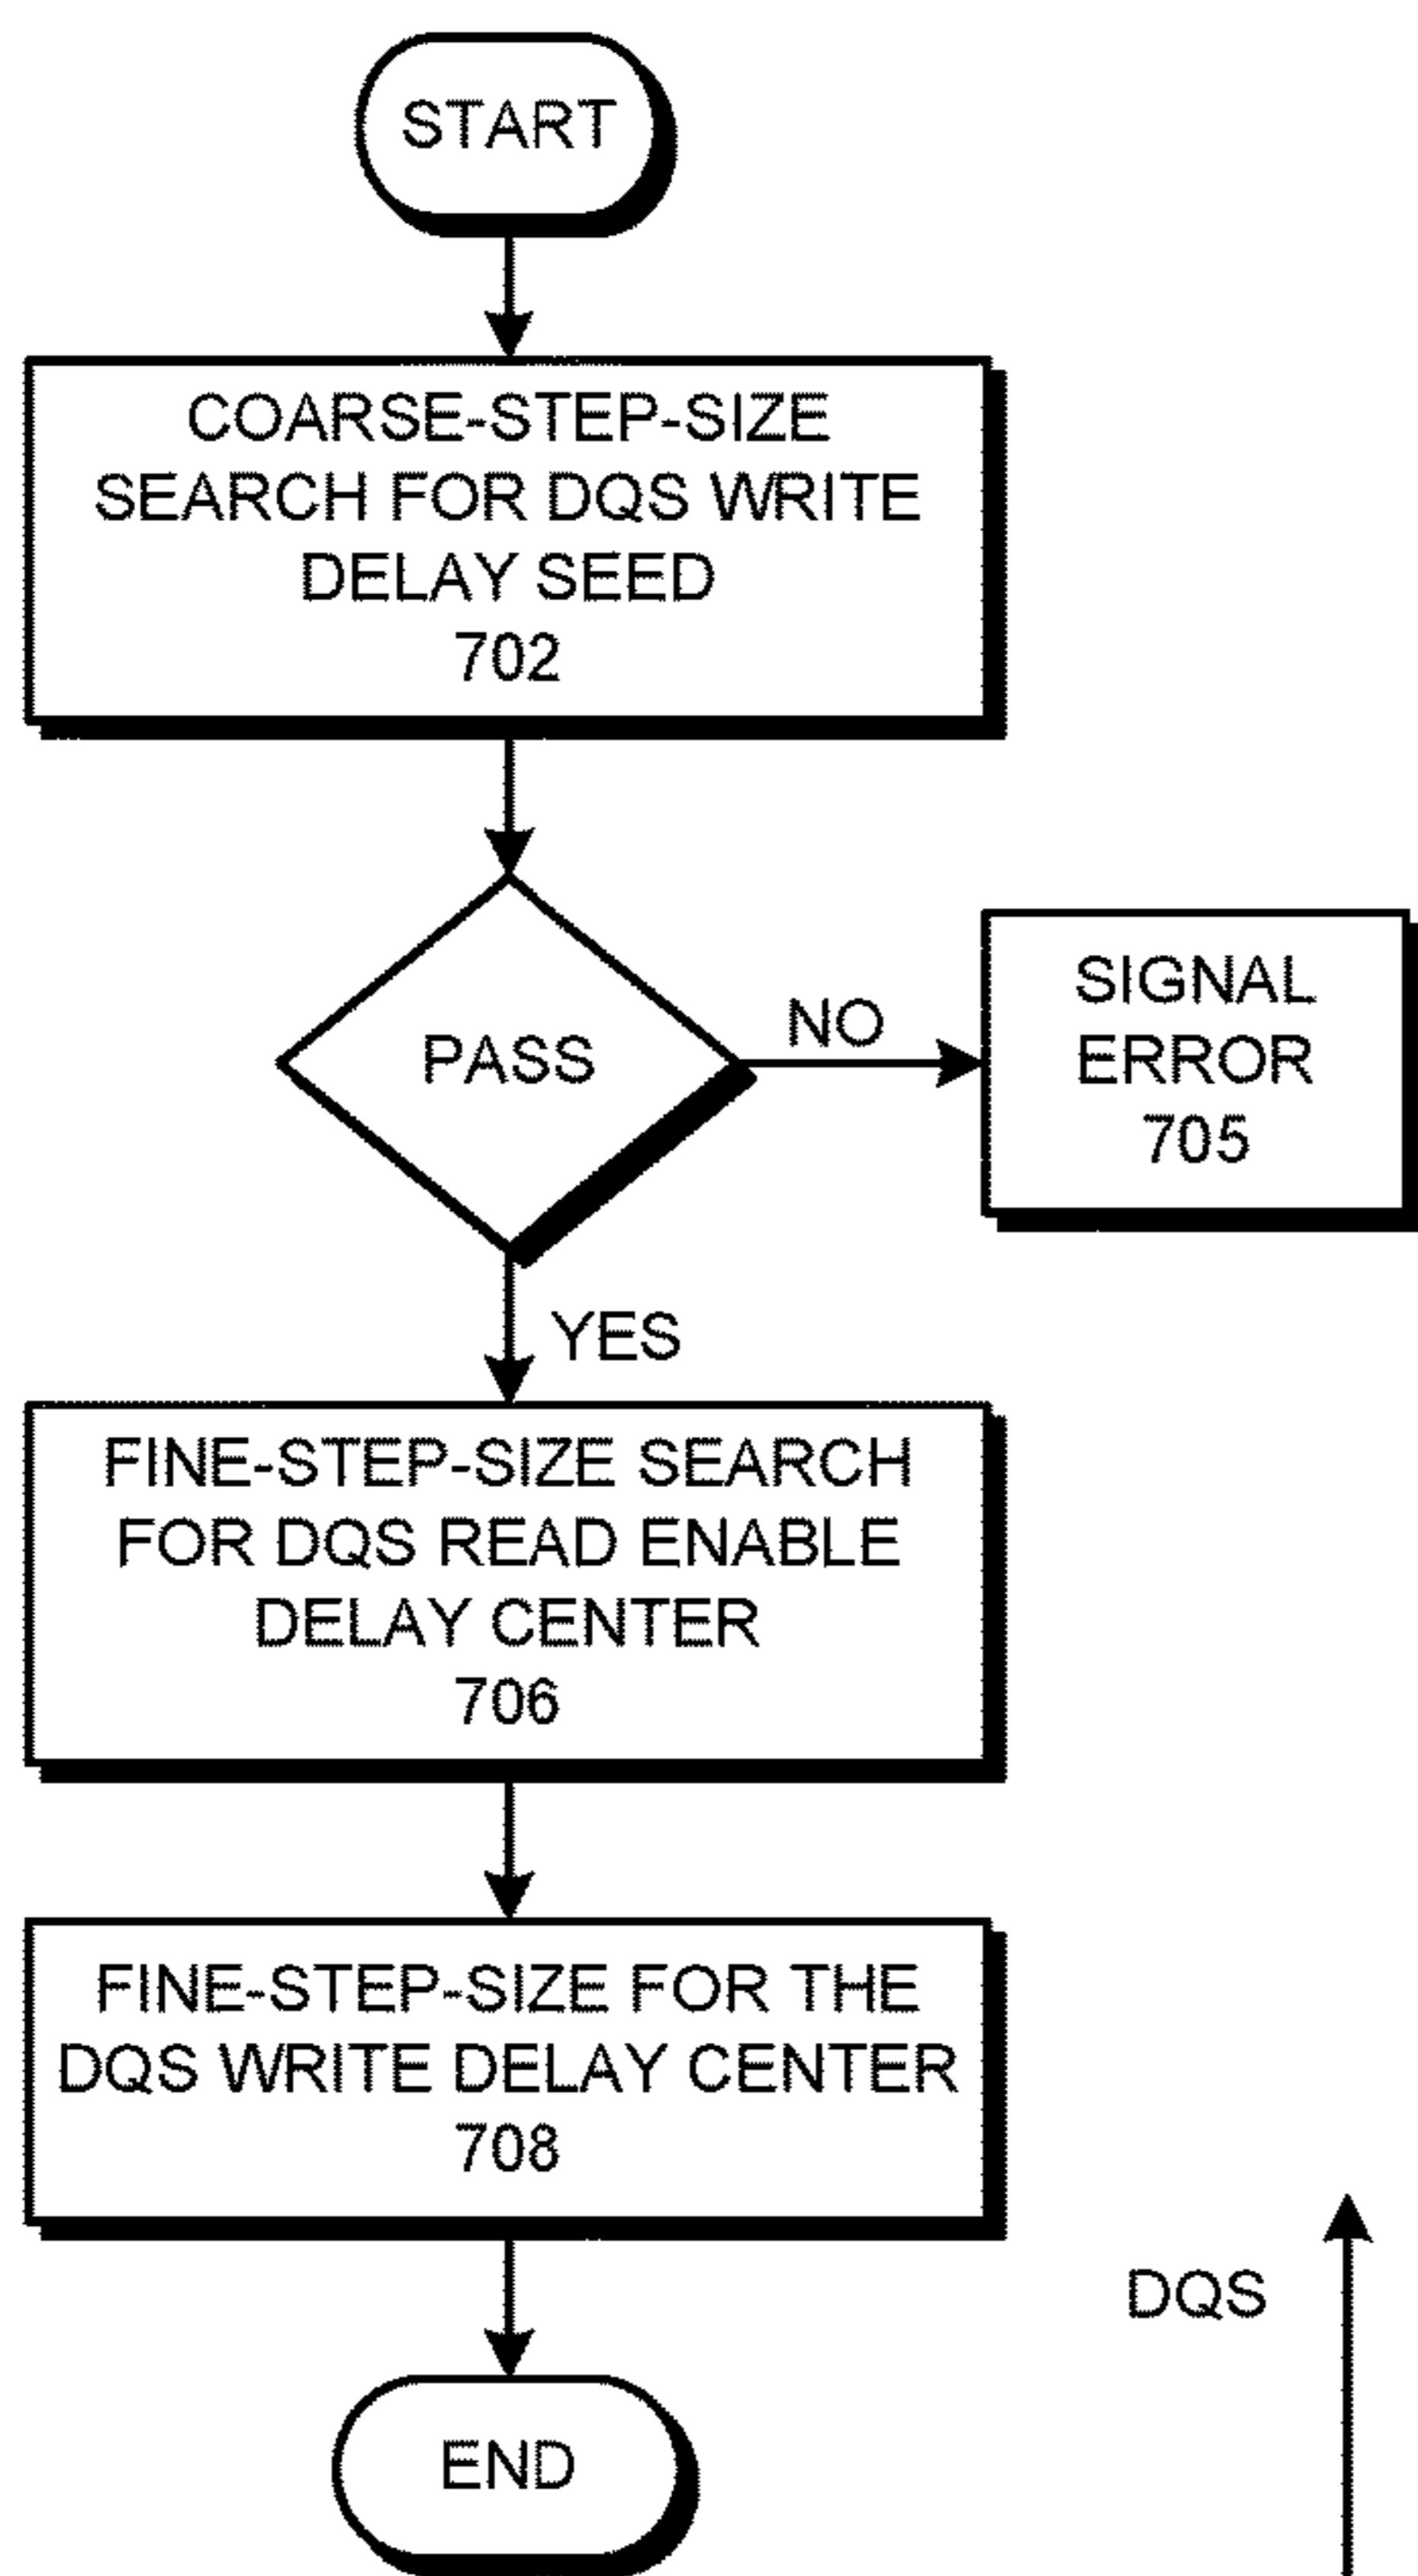 START
COARSE-STEP-SIZE
SEARCH FOR DQS WRITE
DELAY SEED
702
PASS
NO
SIGNAL
ERROR
705
YES
FINE-STEP-SIZE SEARCH
FOR DQS READ ENABLE
DELAY CENTER
706
FINE-STEP-SIZE FOR THE
DQS WRITE DELAY CENTER
708
DQS
END